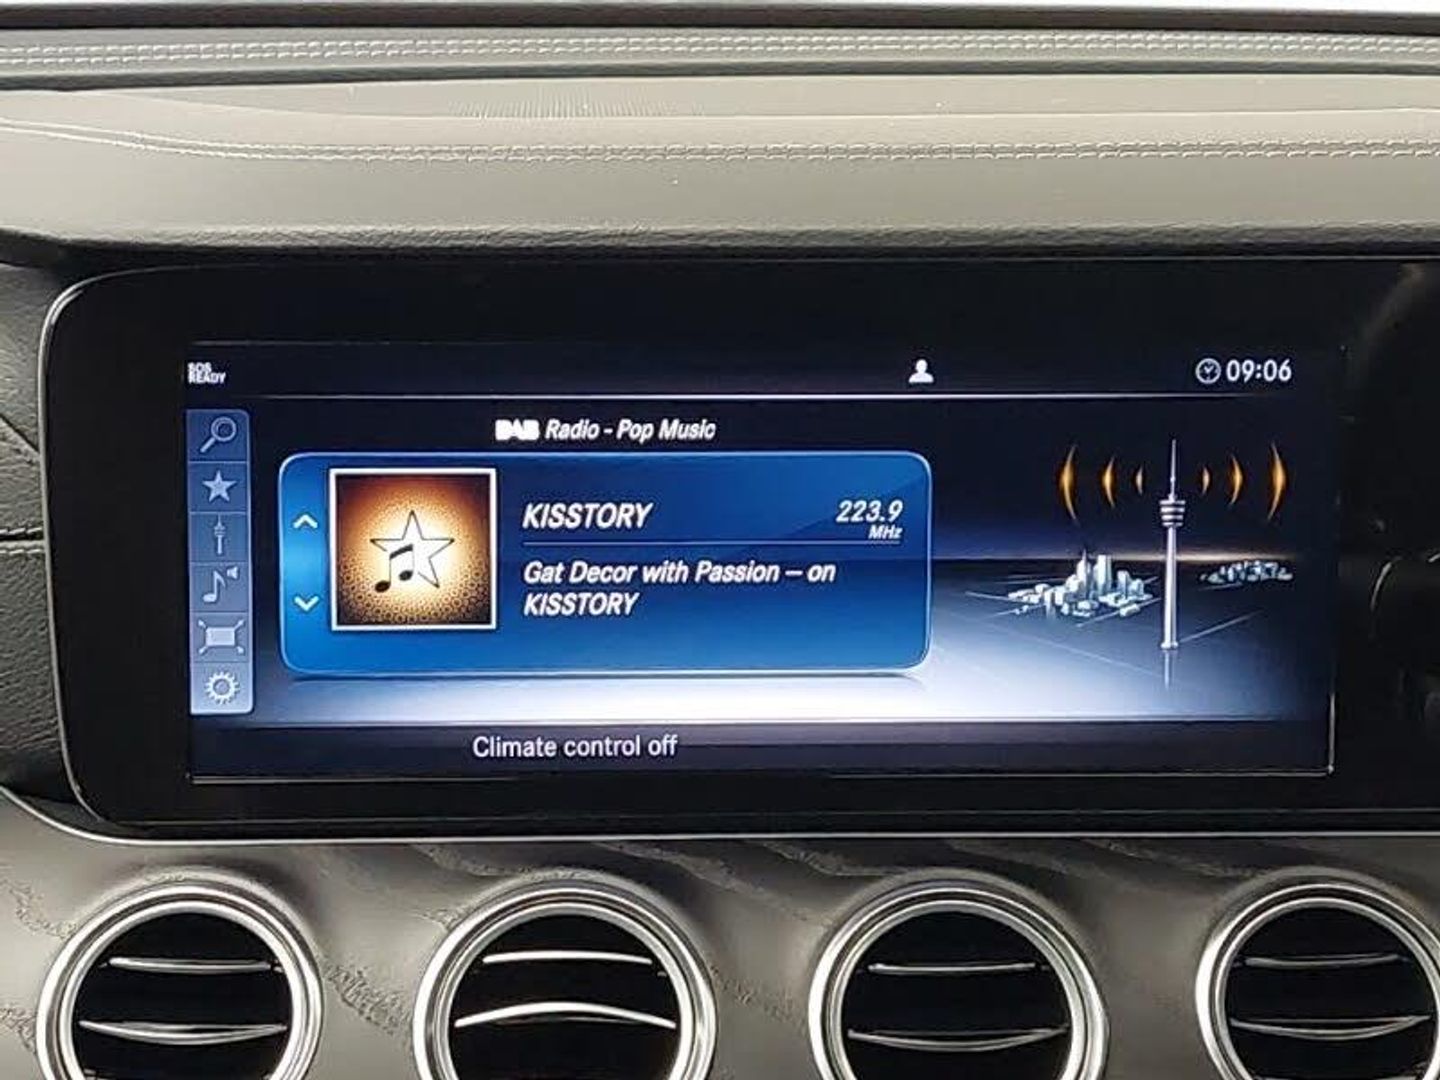 SOS
READY
09:06
DAB Radio - Pop Music
KISSTORY
223.9
MHz
Gat Decor with Passion – on
KISSTORY
Climate control off